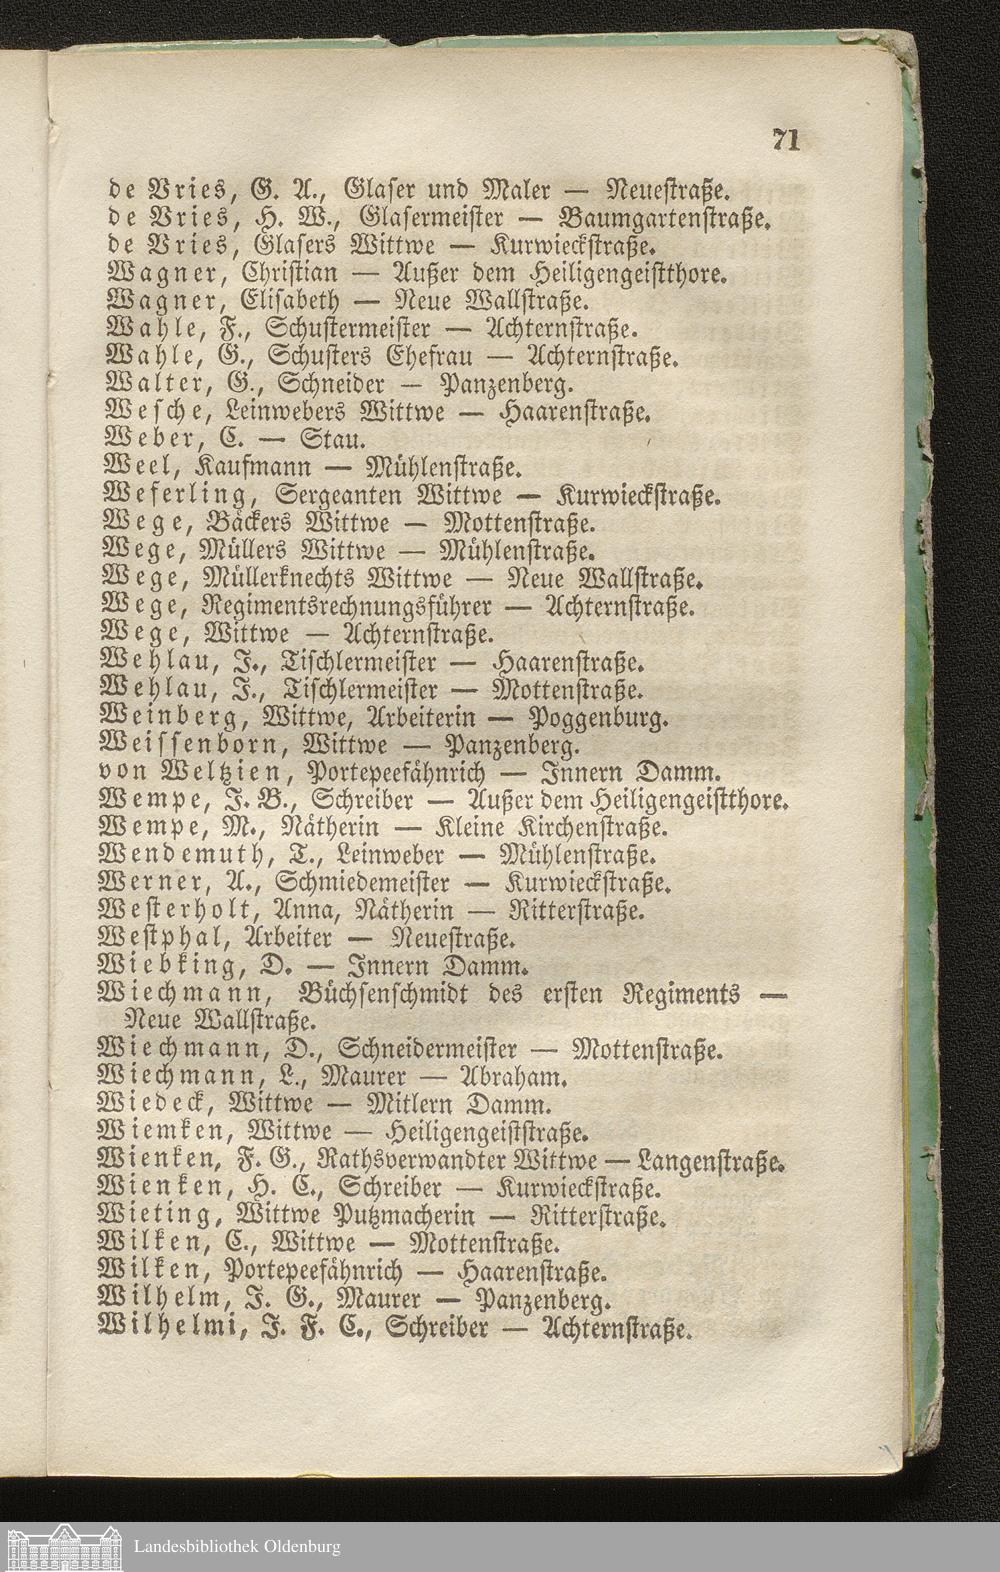 71
de Vries, G. A., Glaser und Maler — Neuestraße.
de Vries, H. W., Glasermeister — Baumgartenstraße.
de Vries, Glasers Wittwe — Kurwieckstraße.
Wagner, Christian — Außer dem Heiligengeistthore.
Wagner, Elisabeth — Neue Wallstraße.
Wahle, F., Schustermeister — Achternstraße.
Wahle, G., Schusters Ehefrau — Achternstraße.
Walter, G., Schneider — Panzenberg.
Wesche, Leinwebers Wittwe — Haarenstraße.
Weber, C. — Stau.
Weel, Kaufmann — Mühlenstraße.
Weferling, Sergeanten Wittwe — Kurwieckstraße.
Wege, Bäckers Wittwe — Mottenstraße.
Wege, Müllers Wittwe — Mühlenstraße.
Wege, Müllerknechts Wittwe — Neue Wallstraße.
Wege, Regimentsrechnungsführer — Achternstraße.
Wege, Wittwe — Achternstraße.
Wehlau, J., Tischlermeister — Haarenstraße.
Wehlau, J., Tischlermeister — Mottenstraße.
Weinberg, Wittwe, Arbeiterin — Poggenburg.
Weissenborn, Wittwe — Panzenberg.
von Weltzien, Portepeefähnrich — Innern Damm.
Wempe, J. B., Schreiber — Außer dem Heiligengeistthore.
Wempe, M., Nätherin — Kleine Kirchenstraße.
Wendemuth, T., Leinweber — Mühlenstraße.
Werner, A., Schmiedemeister — Kurwieckstraße.
Westerholt, Anna, Nätherin — Ritterstraße.
Westphal, Arbeiter — Neuestraße.
Wiebking, D. — Innern Damm.
Wiechmann, Büchsenschmidt des ersten Regiments —
Neue Wallstraße.
Wiechmann, D., Schneidermeister — Mottenstraße.
Wiechmann, L., Maurer — Abraham.
Wiedeck, Wittwe — Mitlern Damm.
Wiemken, Wittwe — Heiligengeiststraße.
Wienken, F. G., Rathsverwandter Wittwe — Langenstraße.
Wienken, H. C., Schreiber — Kurwieckstraße.
Wieting, Wittwe Putzmacherin — Ritterstraße.
Wilken, C., Wittwe — Mottenstraße.
Wilken, Portepeefähnrich — Haarenstraße.
Wilhelm, J. G., Maurer — Panzenberg.
Wilhelmi, J. F. C., Schreiber — Achternstraße.
Landesbibliothek Oldenburg